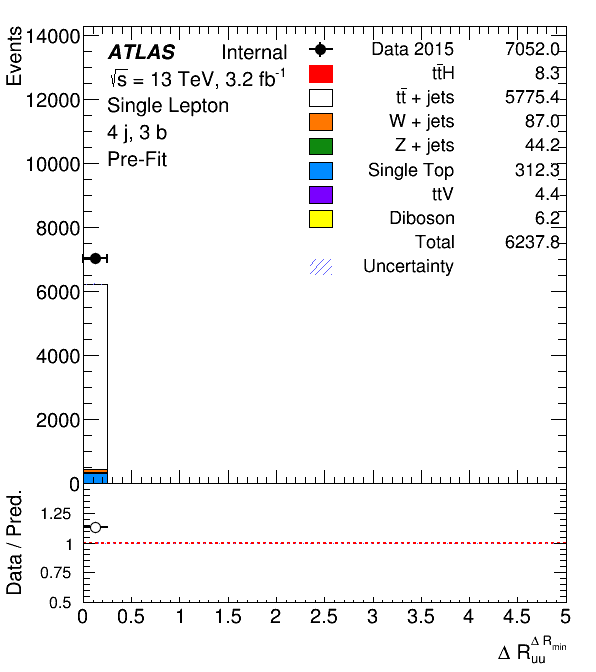 Events
14000
12000
10000
8000
6000
4000
2000
0
ATLAS Internal
√s = 13 TeV, 3.2 fb⁻¹
Single Lepton
4 j, 3 b
Pre-Fit
Data 2015 7052.0
tt̄H 8.3
tt̄ + jets 5775.4
W + jets 87.0
Z + jets 44.2
Single Top 312.3
ttV 4.4
Diboson 6.2
Total 6237.8
Uncertainty
Data / Pred.
1.25
1
0.75
0.5
0 0.5 1 1.5 2 2.5 3 3.5 4 4.5 5
Δ R_uu^Δ R_min